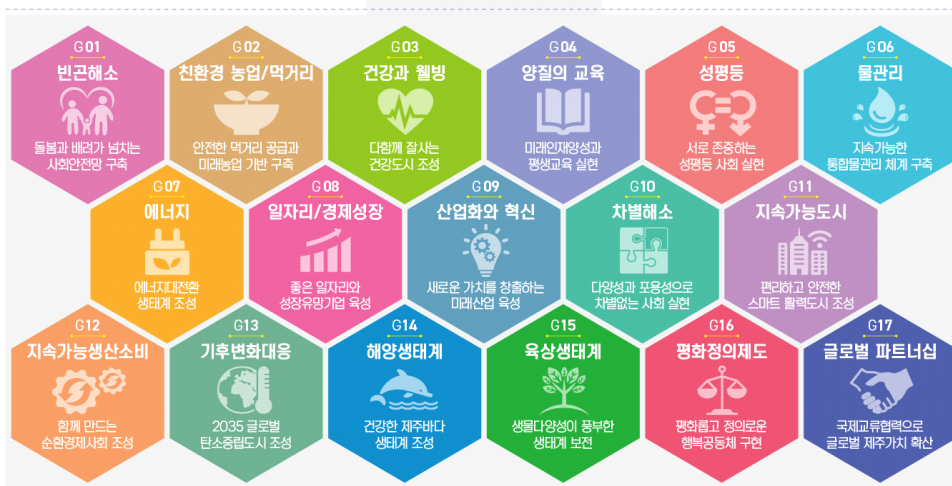 G 01
빈곤해소
돌봄과 배려가 넘치는
사회안전망 구축
G 02
친환경 농업/먹거리
안전한 먹거리 공급과
미래농업 기반 구축
G 03
건강과 웰빙
다함께 잘사는
건강도시 조성
G 04
양질의 교육
미래인재양성과
평생교육 실현
G 05
성평등
서로 존중하는
성평등 사회 실현
G 06
물관리
지속가능한
통합물관리 체계 구축
G 07
에너지
에너지대전환
생태계 조성
G 08
일자리/경제성장
좋은 일자리와
성장유망기업 육성
G 09
산업화와 혁신
새로운 가치를 창출하는
미래산업 육성
G10
차별해소
다양성과 포용성으로
차별없는 사회 실현
G11
지속가능도시
편리하고 안전한
스마트 활력도시 조성
G12
지속가능생산소비
함께 만드는
순환경제사회 조성
G13
기후변화대응
2035 글로벌
탄소중립도시 조성
G14
해양생태계
건강한 제주바다
생태계 조성
G15
육상생태계
생물다양성이 풍부한
생태계 보전
G16
평화정의제도
평화롭고 정의로운
행복공동체 구현
G17
글로벌 파트너십
국제교류협력으로
글로벌 제주가치 확산